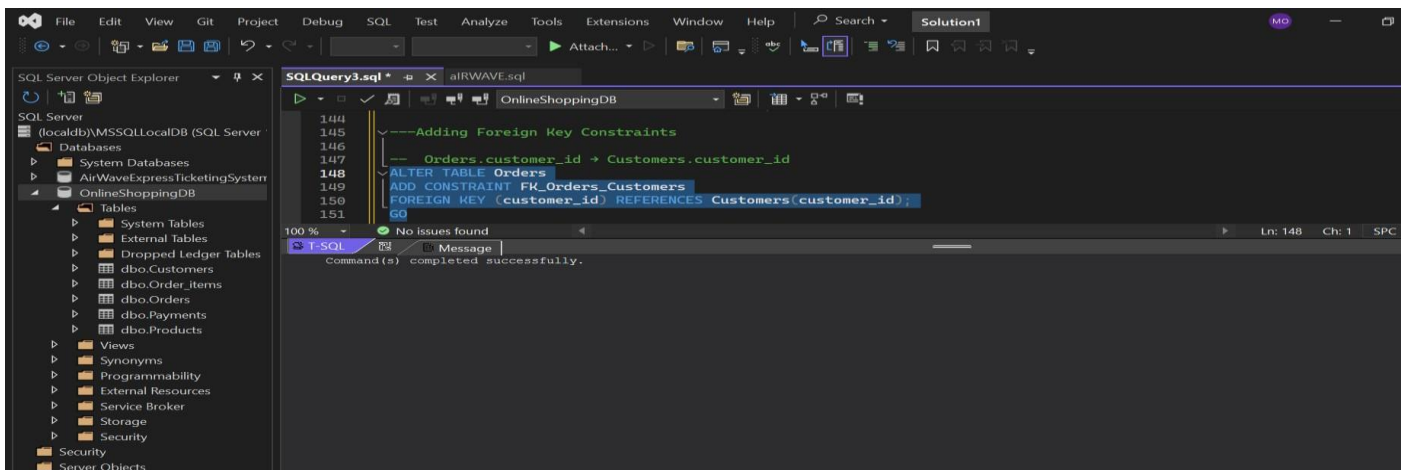 File Edit View Git Project Debug SQL Test Analyze Tools Extensions Window Help Search Solution1 MO
Attach...
SQL Server Object Explorer
SQL Server
(localdb)\MSSQLLocalDB (SQL Server
Databases
System Databases
AirWaveExpressTicketingSystem
OnlineShoppingDB
Tables
System Tables
External Tables
Dropped Ledger Tables
dbo.Customers
dbo.Order_items
dbo.Orders
dbo.Payments
dbo.Products
Views
Synonyms
Programmability
External Resources
Service Broker
Storage
Security
Security
Server Objects
SQLQuery3.sql * aIRWAVE.sql
OnlineShoppingDB
144
145 ---Adding Foreign Key Constraints
146
147 -- Orders.customer_id → Customers.customer_id
148 ALTER TABLE Orders
149 ADD CONSTRAINT FK_Orders_Customers
150 FOREIGN KEY (customer_id) REFERENCES Customers(customer_id);
151 GO
100 % No issues found Ln: 148 Ch: 1 SPC
T-SQL Message
Command(s) completed successfully.